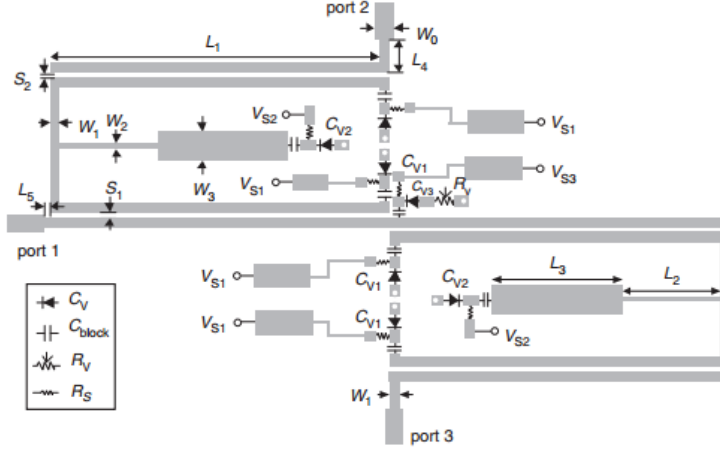 port 2
L1
W0
L4
S2
W1
W2
VS2
CV2
VS1
CV1
VS3
L5
S1
W3
VS1
CV3
RV
port 1
VS1
CV1
CV2
L3
L2
VS1
CV1
VS2
CV
Cblock
RV
RS
W1
port 3